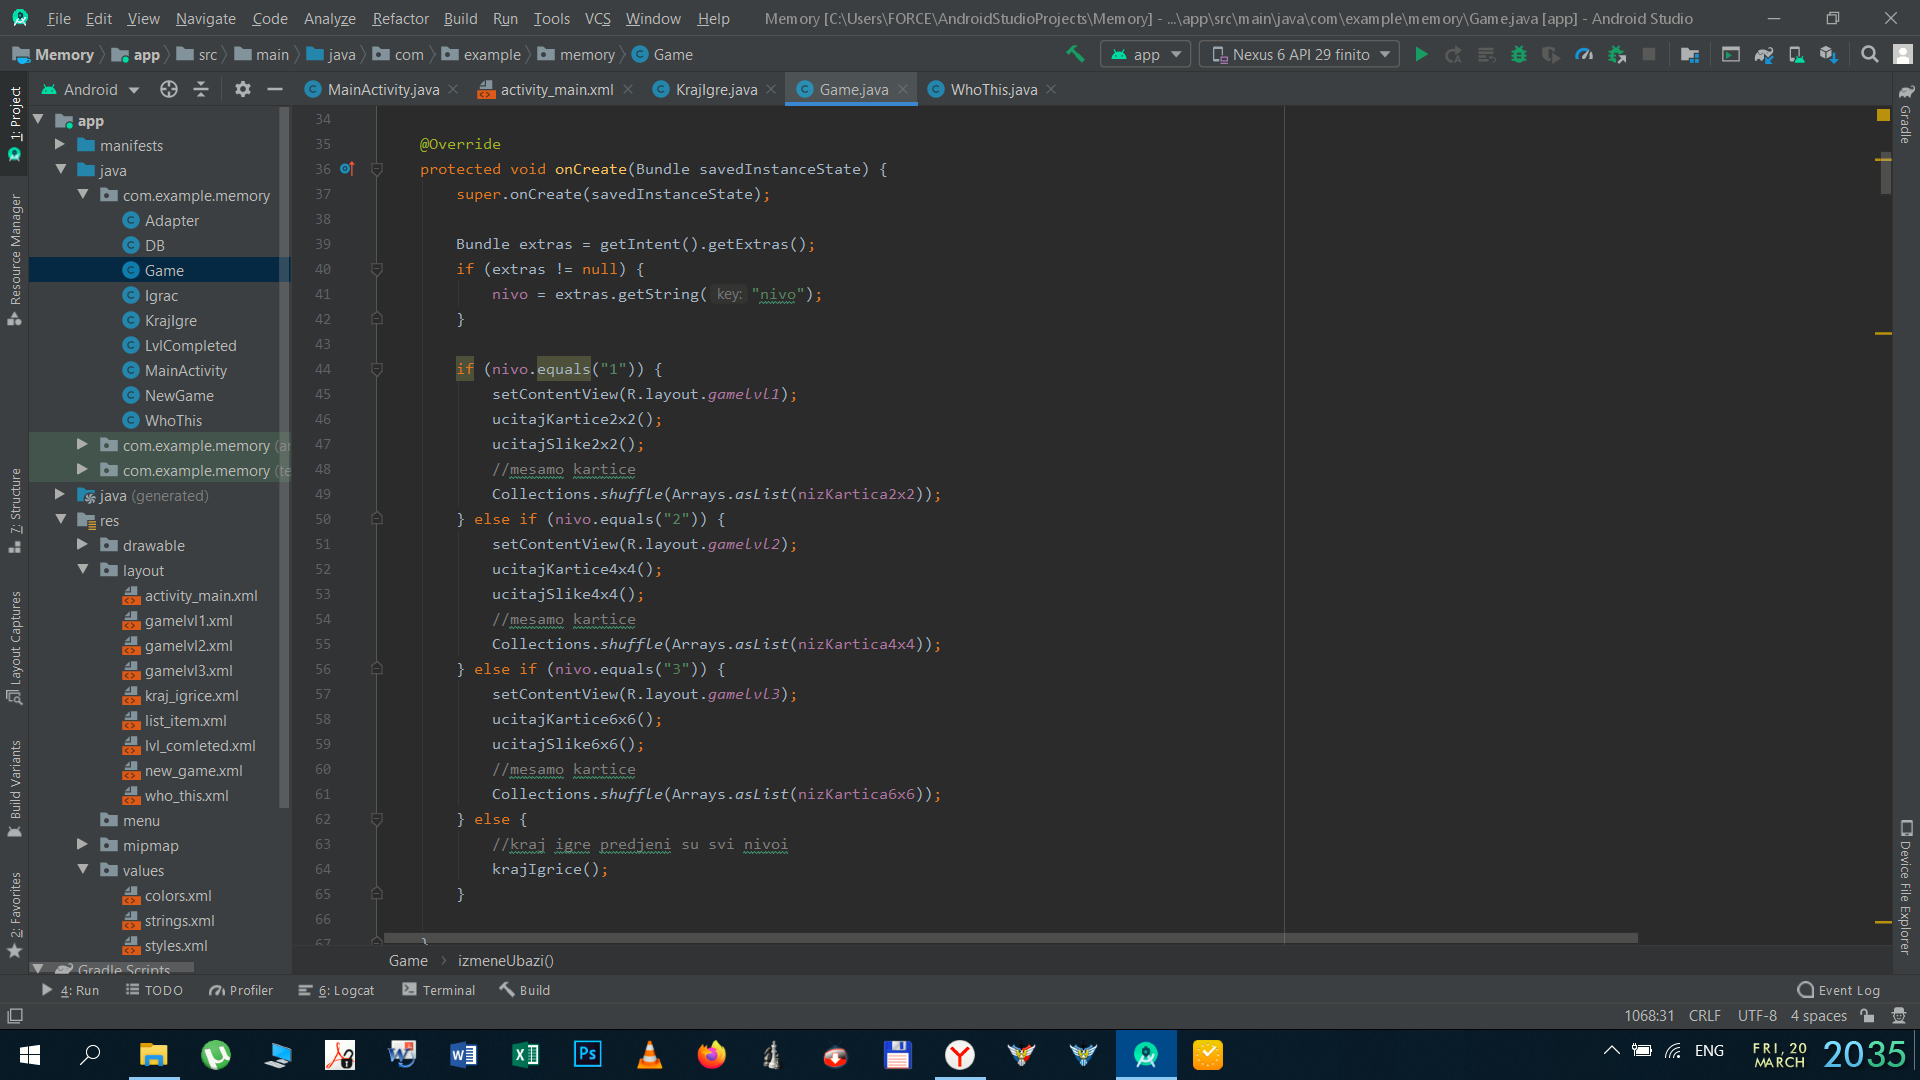 File Edit View Navigate Code Analyze Refactor Build Run Tools VCS Window Help Memory [C:\Users\FORCE\AndroidStudioProjects\Memory] - ...\app\src\main\java\com\example\memory\Game.java [app] - Android Studio
Memory app src main java com example memory Game app Nexus 6 API 29 finito
Android MainActivity.java activity_main.xml KrajIgre.java Game.java WhoThis.java
1: Project
Resource Manager
7: Structure
Layout Captures
Build Variants
2: Favorites
app
manifests
java
com.example.memory
Adapter
DB
Game
Igrac
KrajIgre
LvlCompleted
MainActivity
NewGame
WhoThis
com.example.memory (a
com.example.memory (te
java (generated)
res
drawable
layout
activity_main.xml
gamelvl1.xml
gamelvl2.xml
gamelvl3.xml
kraj_igrice.xml
list_item.xml
lvl_comleted.xml
new_game.xml
who_this.xml
menu
mipmap
values
colors.xml
strings.xml
styles.xml
Gradle Scripts
34
35 @Override
36 protected void onCreate(Bundle savedInstanceState) {
37 super.onCreate(savedInstanceState);
38
39 Bundle extras = getIntent().getExtras();
40 if (extras != null) {
41 nivo = extras.getString( key: "nivo");
42 }
43
44 if (nivo.equals("1")) {
45 setContentView(R.layout.gamelvl1);
46 ucitajKartice2x2();
47 ucitajSlike2x2();
48 //mesamo kartice
49 Collections.shuffle(Arrays.asList(nizKartica2x2));
50 } else if (nivo.equals("2")) {
51 setContentView(R.layout.gamelvl2);
52 ucitajKartice4x4();
53 ucitajSlike4x4();
54 //mesamo kartice
55 Collections.shuffle(Arrays.asList(nizKartica4x4));
56 } else if (nivo.equals("3")) {
57 setContentView(R.layout.gamelvl3);
58 ucitajKartice6x6();
59 ucitajSlike6x6();
60 //mesamo kartice
61 Collections.shuffle(Arrays.asList(nizKartica6x6));
62 } else {
63 //kraj igre predjeni su svi nivoi
64 krajIgrice();
65 }
66
67 }
Gradle
Device File Explorer
Game izmeneUbazi()
4: Run TODO Profiler 6: Logcat Terminal Build Event Log
1068:31 CRLF UTF-8 4 spaces
ENG FRI, 20 MARCH 2035